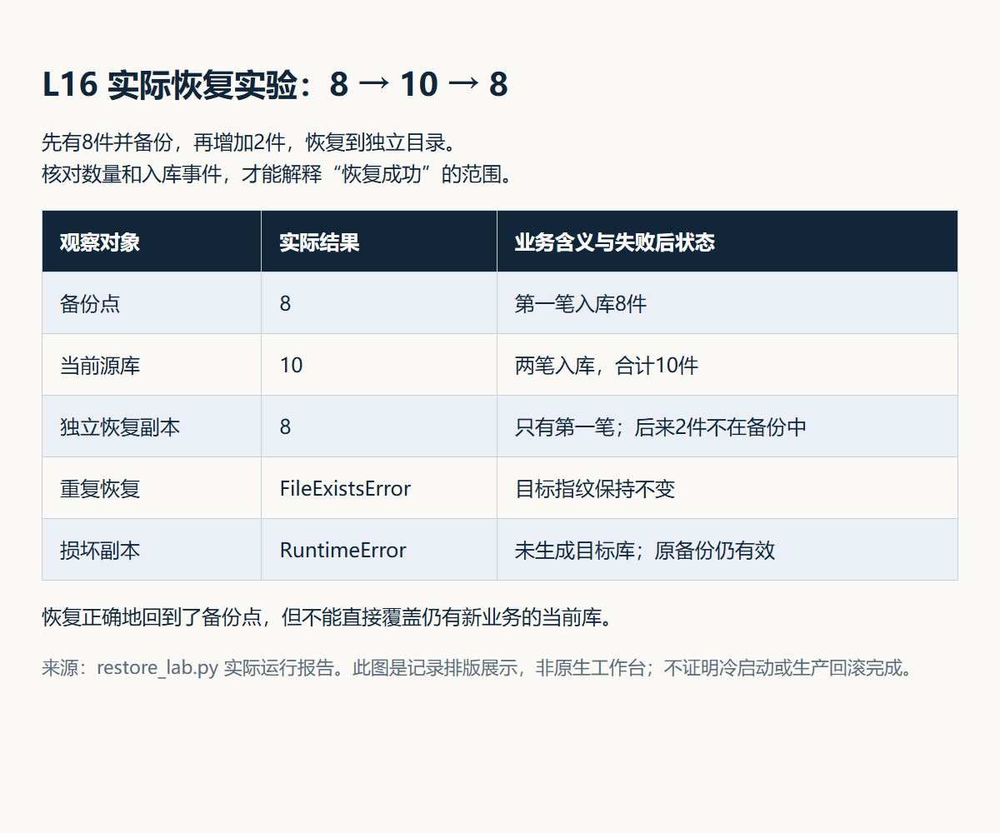 L16 实际恢复实验：8 → 10 → 8
先有8件并备份，再增加2件，恢复到独立目录。
核对数量和入库事件，才能解释“恢复成功”的范围。
观察对象 实际结果 业务含义与失败后状态
备份点 8 第一笔入库8件
当前源库 10 两笔入库，合计10件
独立恢复副本 8 只有第一笔；后来2件不在备份中
重复恢复 FileExistsError 目标指纹保持不变
损坏副本 RuntimeError 未生成目标库；原备份仍有效
恢复正确地回到了备份点，但不能直接覆盖仍有新业务的当前库。
来源：restore_lab.py 实际运行报告。此图是记录排版展示，非原生工作台；不证明冷启动或生产回滚完成。